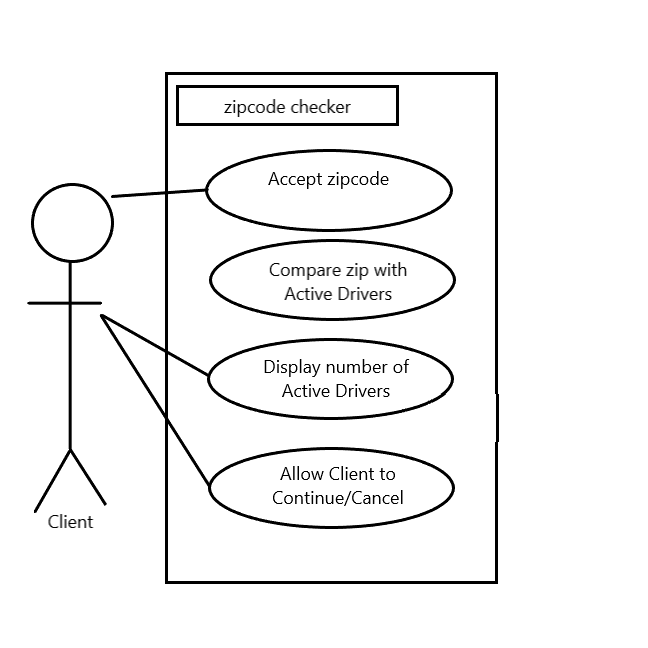 zipcode checker
Accept zipcode
Compare zip with
Active Drivers
Display number of
Active Drivers
Allow Client to
Continue/Cancel
Client